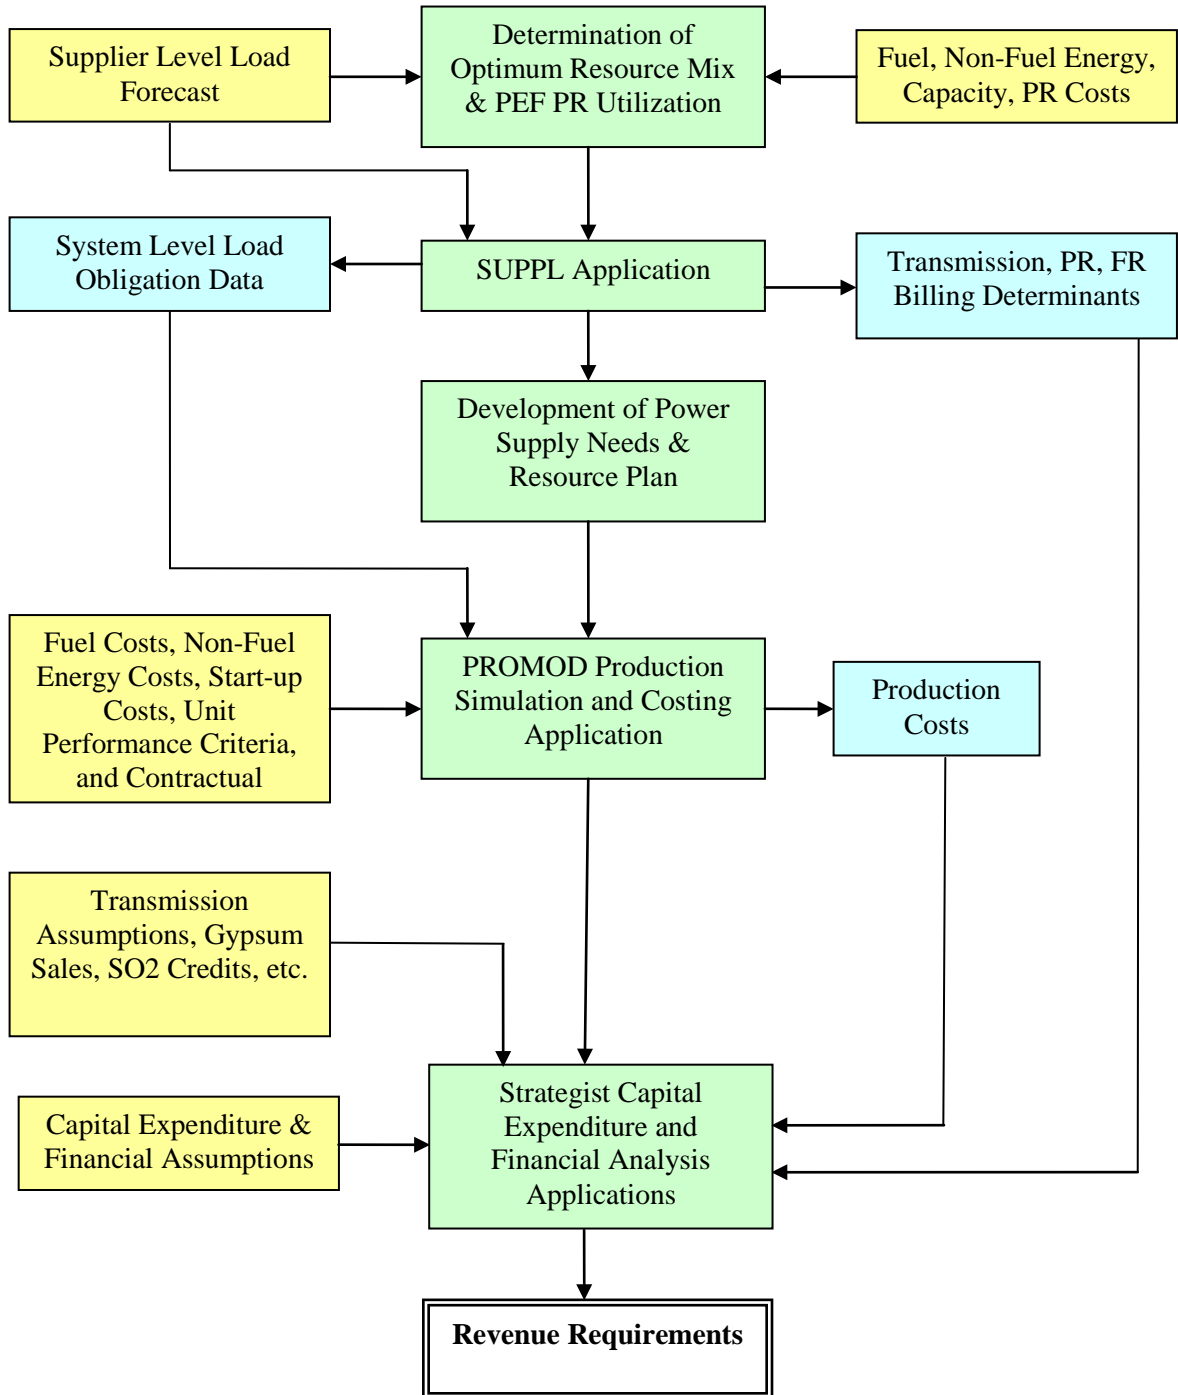 Supplier Level Load
Forecast
Determination of
Optimum Resource Mix
& PEF PR Utilization
Fuel, Non-Fuel Energy,
Capacity, PR Costs
System Level Load
Obligation Data
SUPPL Application
Transmission, PR, FR
Billing Determinants
Development of Power
Supply Needs &
Resource Plan
Fuel Costs, Non-Fuel
Energy Costs, Start-up
Costs, Unit
Performance Criteria,
and Contractual
PROMOD Production
Simulation and Costing
Application
Production
Costs
Transmission
Assumptions, Gypsum
Sales, SO2 Credits, etc.
Capital Expenditure &
Financial Assumptions
Strategist Capital
Expenditure and
Financial Analysis
Applications
Revenue Requirements